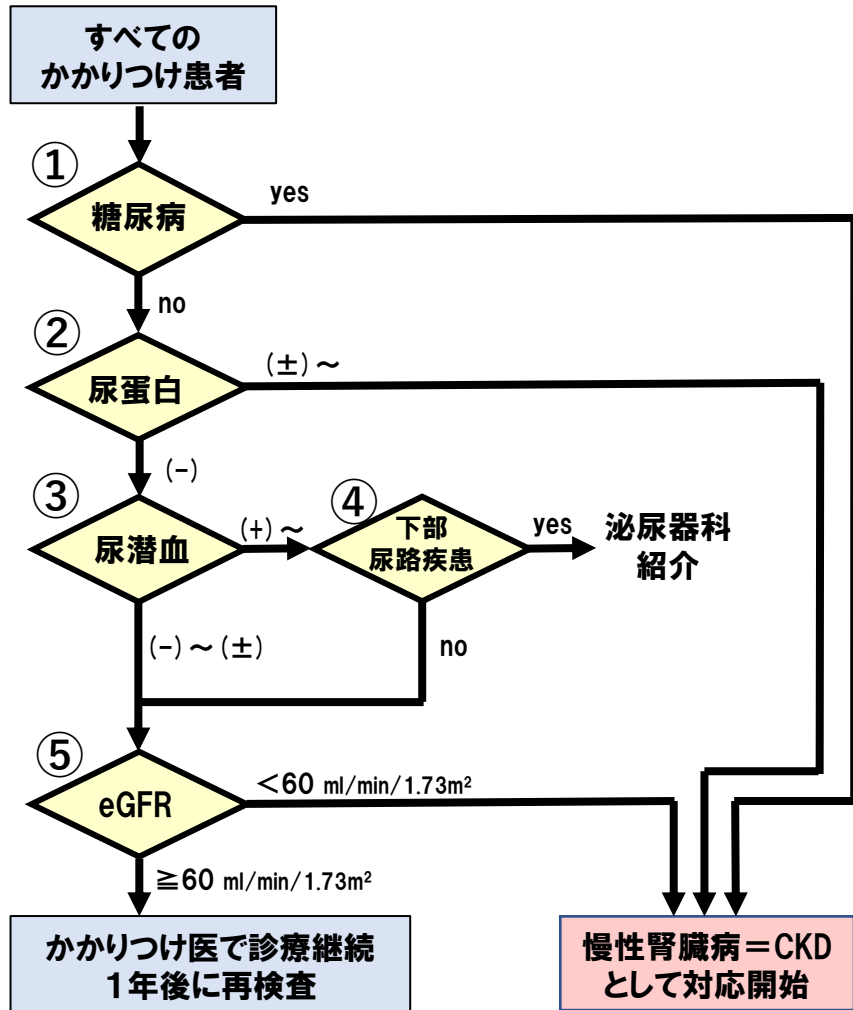 すべての
かかりつけ患者
①
糖尿病
yes
no
②
尿蛋白
(±)～
(-)
③
尿潜血
(+)～
④
下部
尿路疾患
yes
泌尿器科
紹介
(-)～(±)
no
⑤
eGFR
＜60 ml/min/1.73m²
≧60 ml/min/1.73m²
かかりつけ医で診療継続
1年後に再検査
慢性腎臓病＝CKD
として対応開始